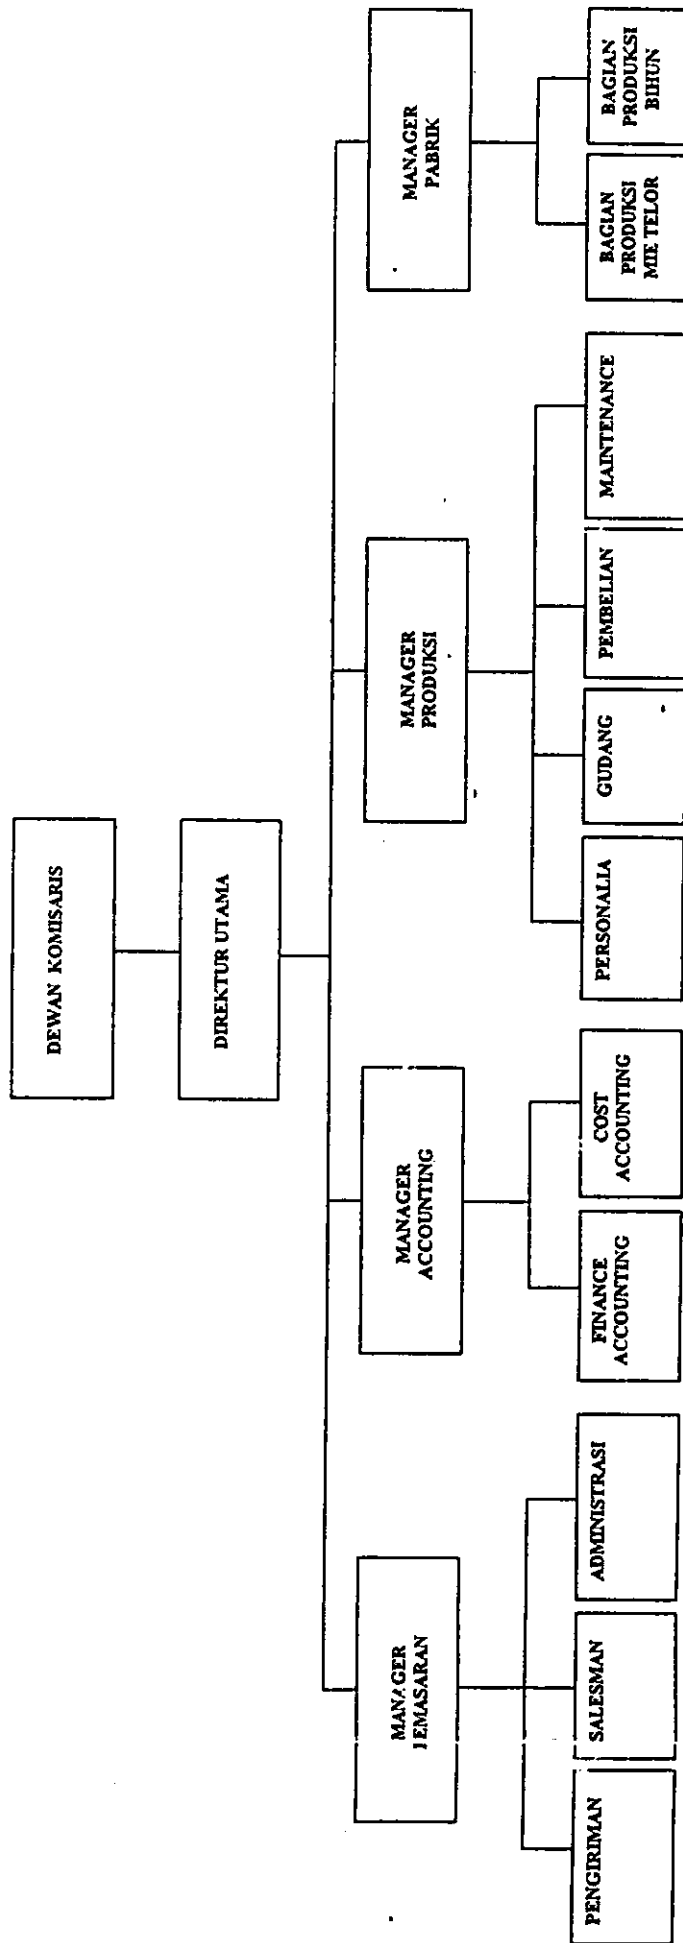 DEWAN KOMISARIS
DIREKTUR UTAMA
MANAGER
PEMASARAN
MANAGER
ACCOUNTING
MANAGER
PRODUKSI
MANAGER
PABRIK
PENGIRIMAN
SALESMAN
ADMINISTRASI
FINANCE
ACCOUNTING
COST
ACCOUNTING
PERSONALIA
GUDANG
PEMBELIAN
MAINTENANCE
BAGIAN
PRODUKSI
MIE TELOR
BAGIAN
PRODUKSI
BIHUN